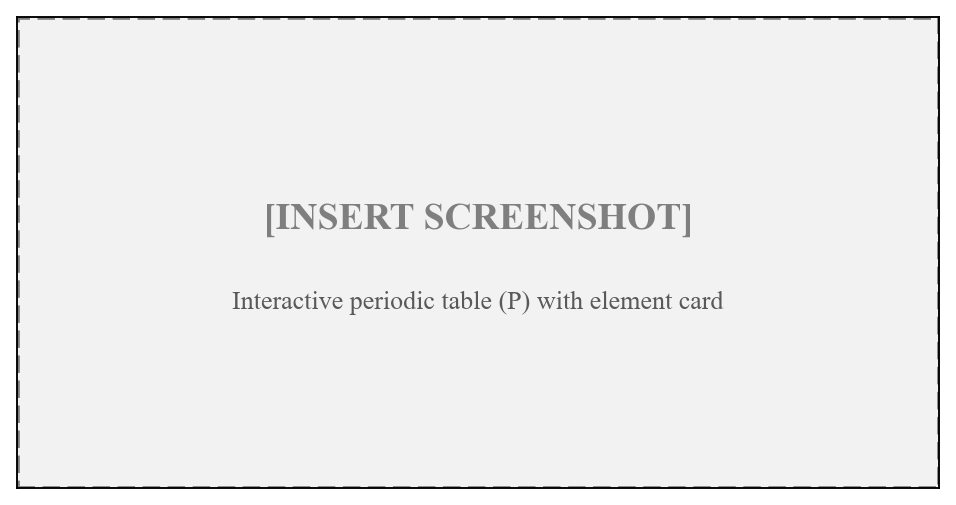 [INSERT SCREENSHOT]
Interactive periodic table (P) with element card